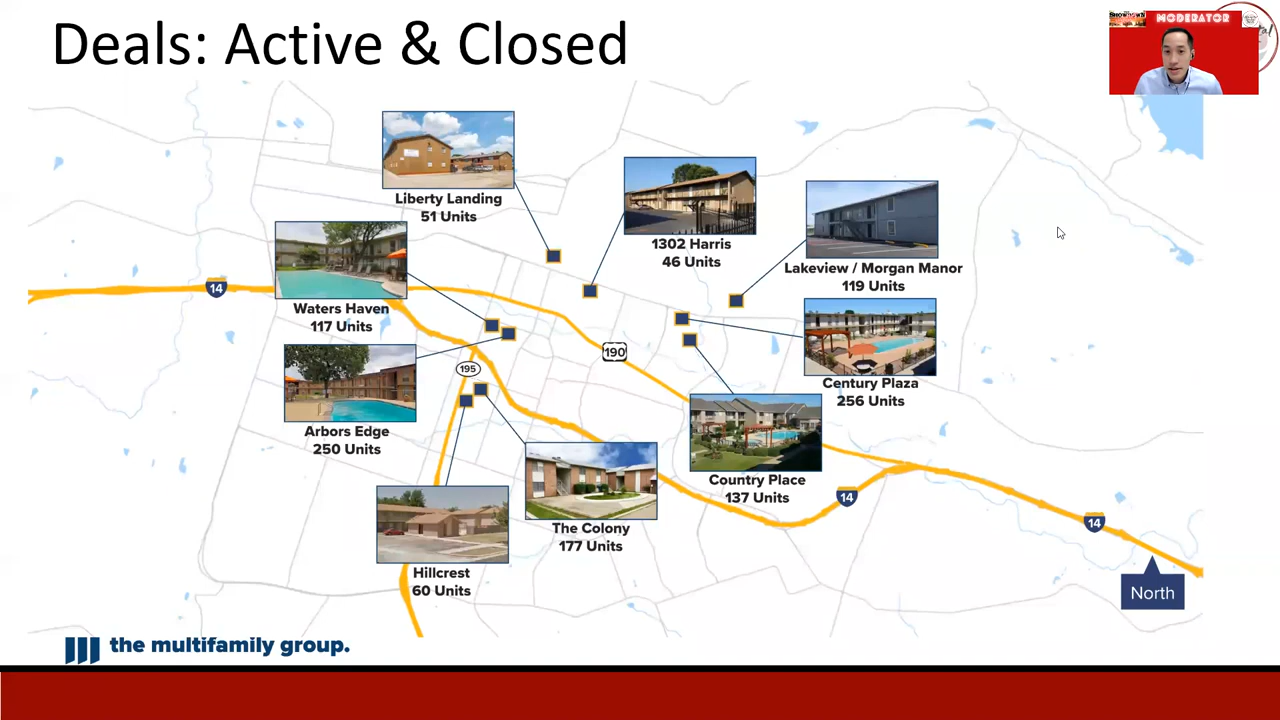 Deals: Active & Closed
SHOWDOWN
MODERATOR
Liberty Landing
51 Units
1302 Harris
46 Units
Lakeview / Morgan Manor
119 Units
14
Waters Haven
117 Units
190
195
Century Plaza
256 Units
Arbors Edge
250 Units
Country Place
137 Units
14
14
The Colony
177 Units
Hillcrest
60 Units
North
the multifamily group.